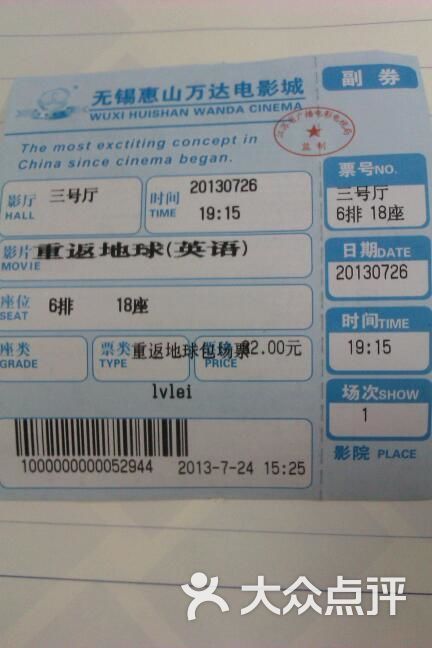 无锡惠山万达电影城
WUXI HUISHAN WANDA CINEMA
The most exctiting concept in
China since cinema began.
监制
影厅 三号厅
HALL
时间 20130726
TIME 19:15
影片 重返地球(英语)
MOVIE
座位 6排 18座
SEAT
座类
GRADE
票类 重返地球包场票
TYPE
PRICE 32.00元
lvlei
1000000000052944 2013-7-24 15:25
副券
票号NO.
三号厅
6排 18座
日期DATE
20130726
时间TIME
19:15
场次SHOW
1
影院 PLACE
大众点评